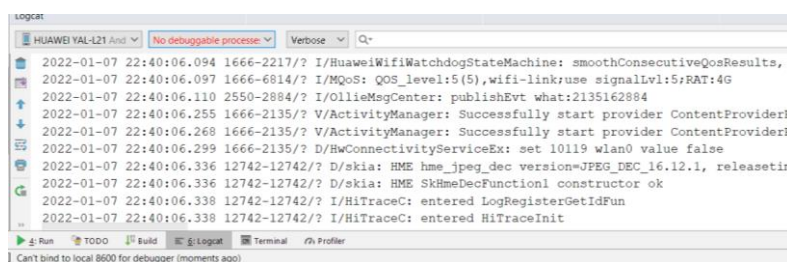 Logcat
HUAWEI YAL-L21 And No debuggable processes Verbose Q
2022-01-07 22:40:06.094 1666-2217/? I/HuaweiWifiWatchdogStateMachine: smoothConsecutiveQosResults,
2022-01-07 22:40:06.097 1666-6814/? I/MQoS: QOS_level:5(5),wifi-link;use signalLvl:5;RAT:4G
2022-01-07 22:40:06.110 2550-2884/? I/OllieMsgCenter: publishEvt what:2135162884
2022-01-07 22:40:06.255 1666-2135/? V/ActivityManager: Successfully start provider ContentProvider
2022-01-07 22:40:06.268 1666-2135/? V/ActivityManager: Successfully start provider ContentProvider
2022-01-07 22:40:06.299 1666-2135/? D/HwConnectivityServiceEx: set 10119 wlan0 value false
2022-01-07 22:40:06.336 12742-12742/? D/skia: HME hme_jpeg_dec version=JPEG_DEC_16.12.1, releaseti
2022-01-07 22:40:06.336 12742-12742/? D/skia: HME SkHmeDecFunction1 constructor ok
2022-01-07 22:40:06.338 12742-12742/? I/HiTraceC: entered LogRegisterGetIdFun
2022-01-07 22:40:06.338 12742-12742/? I/HiTraceC: entered HiTraceInit
4: Run TODO Build 6: Logcat Terminal Profiler
Can't bind to local 8600 for debugger (moments ago)